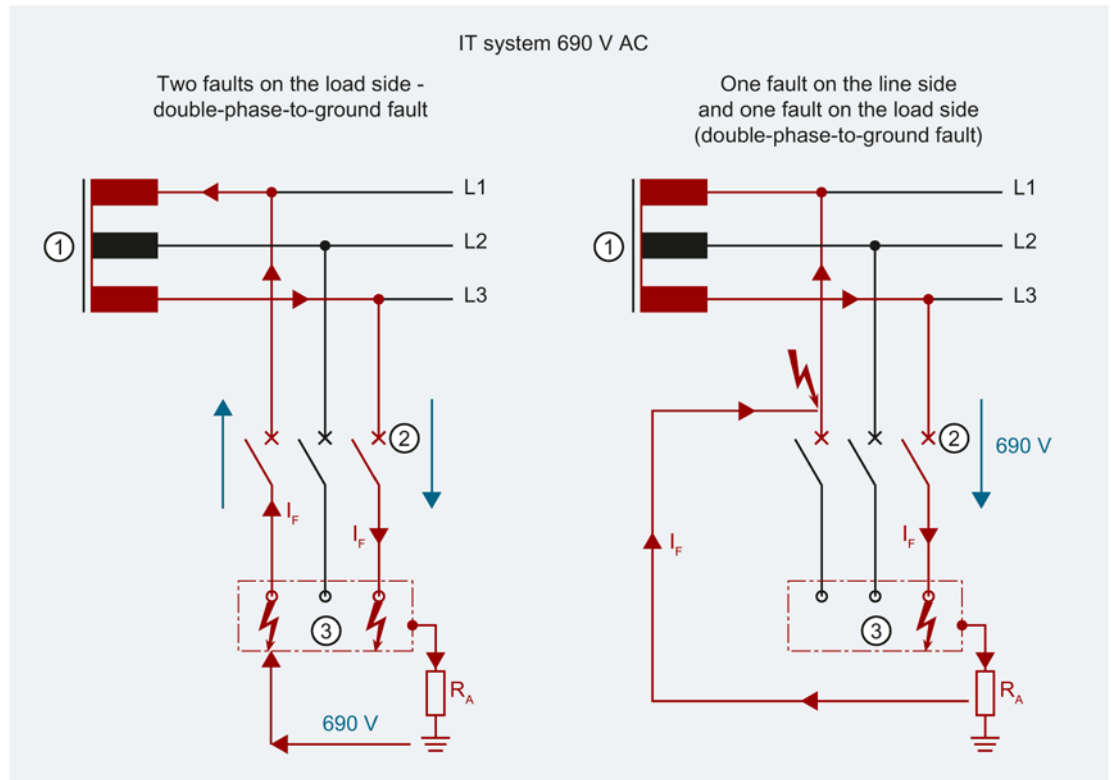 IT system 690 V AC
Two faults on the load side -
double-phase-to-ground fault
One fault on the line side
and one fault on the load side
(double-phase-to-ground fault)
L1
L2
L3
1
2
I_F
I_F
3
R_A
690 V
L1
L2
L3
1
2
690 V
I_F
I_F
3
R_A